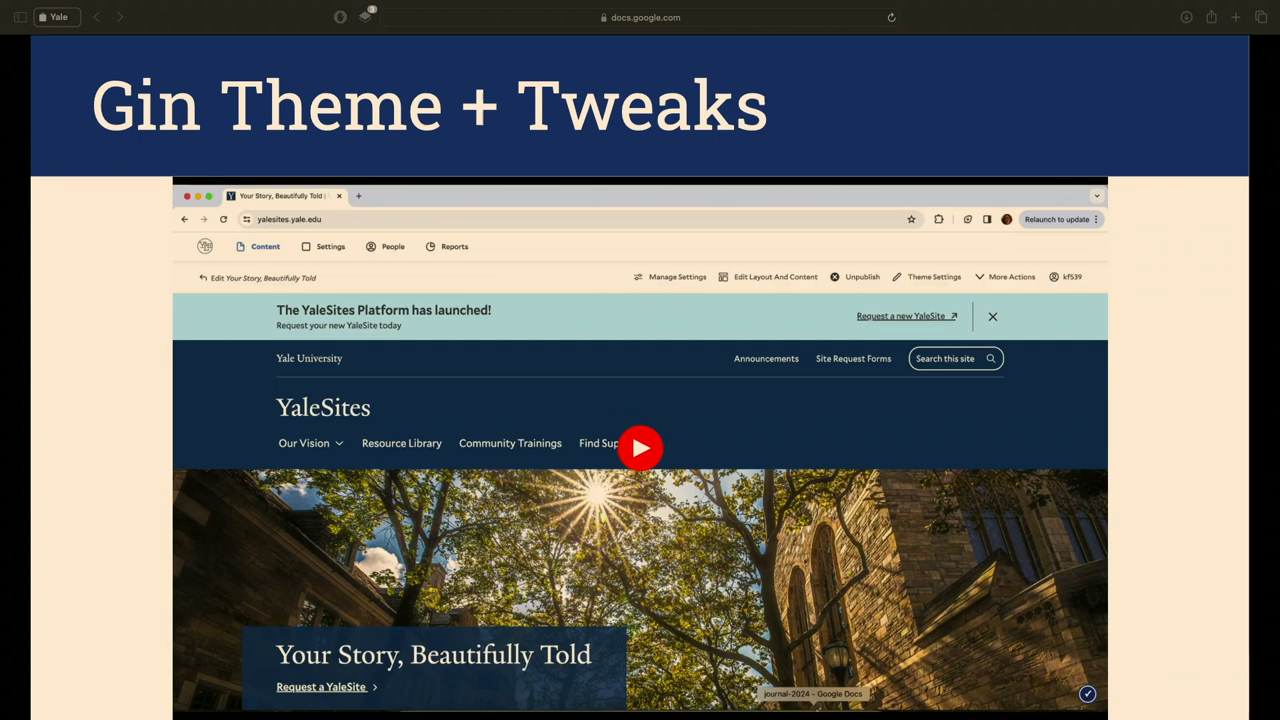 Yale
3
docs.google.com
Gin Theme + Tweaks
Your Story, Beautifully Told |
yalesites.yale.edu
Relaunch to update
Content
Settings
People
Reports
Edit Your Story, Beautifully Told
Manage Settings
Edit Layout And Content
Unpublish
Theme Settings
More Actions
kf539
The YaleSites Platform has launched!
Request your new YaleSite today
Request a new YaleSite
Yale University
Announcements
Site Request Forms
Search this site
YaleSites
Our Vision
Resource Library
Community Trainings
Find Sup
Your Story, Beautifully Told
Request a YaleSite
journal-2024 - Google Docs